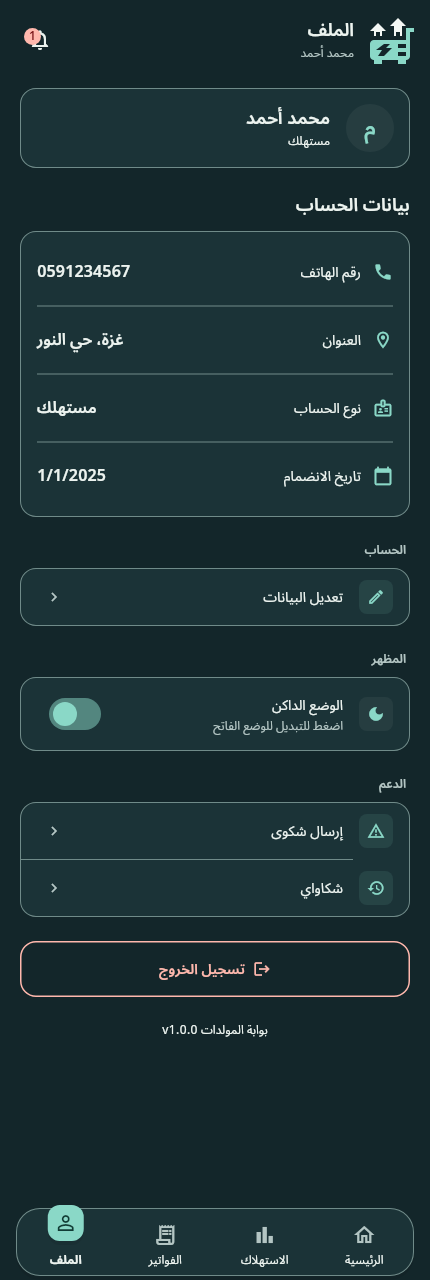 الملف
محمد أحمد
1
م
محمد أحمد
مستهلك
بيانات الحساب
رقم الهاتف 0591234567
العنوان غزة، حي النور
نوع الحساب مستهلك
تاريخ الانضمام 1/1/2025
الحساب
تعديل البيانات
المظهر
الوضع الداكن
اضغط للتبديل للوضع الفاتح
الدعم
إرسال شكوى
شكاواي
تسجيل الخروج
بوابة المولدات v1.0.0
الرئيسية الاستهلاك الفواتير الملف